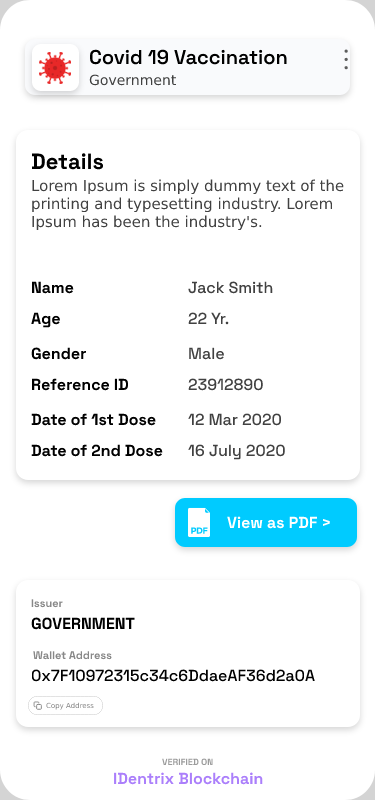 Covid 19 Vaccination
Government
Details
Lorem Ipsum is simply dummy text of the
printing and typesetting industry. Lorem
Ipsum has been the industry's.
Name Jack Smith
Age 22 Yr.
Gender Male
Reference ID 23912890
Date of 1st Dose 12 Mar 2020
Date of 2nd Dose 16 July 2020
PDF View as PDF >
Issuer
GOVERNMENT
Wallet Address
0x7F10972315c34c6DdaeAF36d2a0A
Copy Address
VERIFIED ON
IDentrix Blockchain